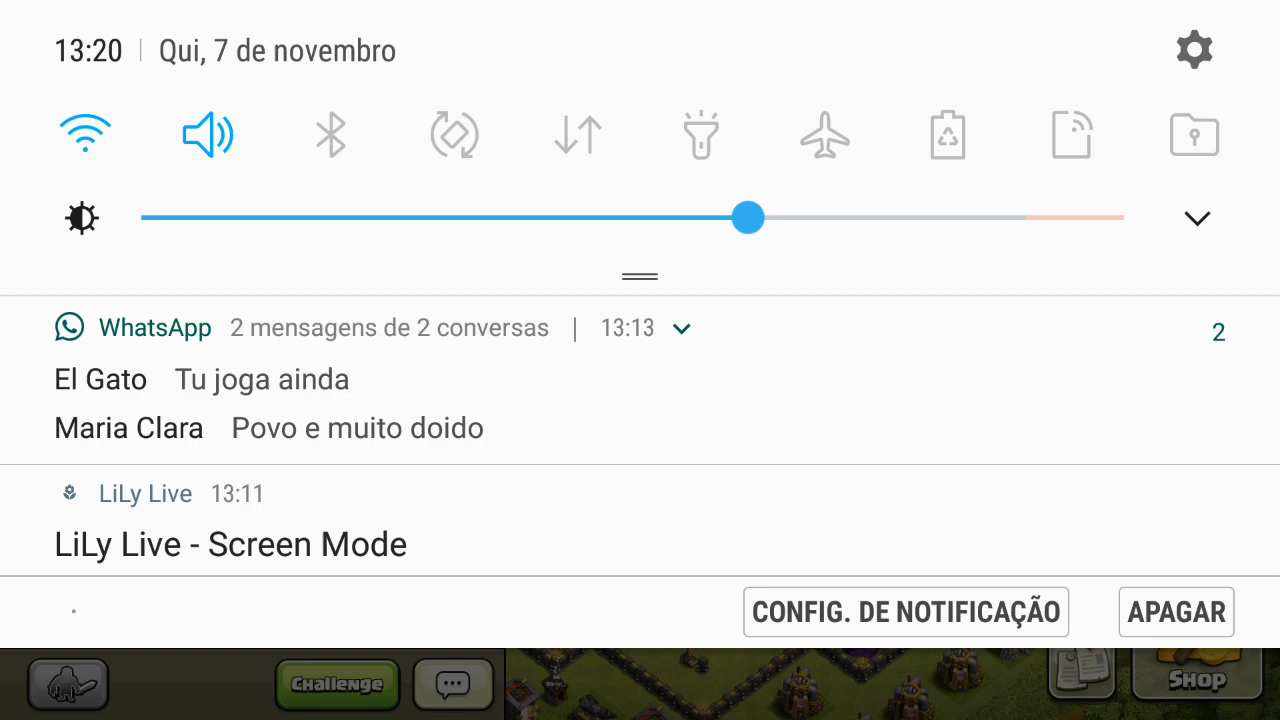 13:20 | Qui, 7 de novembro
WhatsApp 2 mensagens de 2 conversas | 13:13 2
El Gato Tu joga ainda
Maria Clara Povo e muito doido
LiLy Live 13:11
LiLy Live - Screen Mode
CONFIG. DE NOTIFICAÇÃO APAGAR
Challenge Shop